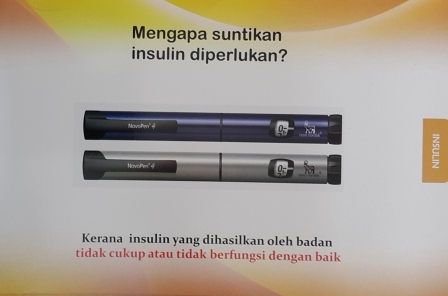 Mengapa suntikan
insulin diperlukan?
NovoPen® 4
NovoPen® 4
INSULIN
Kerana insulin yang dihasilkan oleh badan
tidak cukup atau tidak berfungsi dengan baik